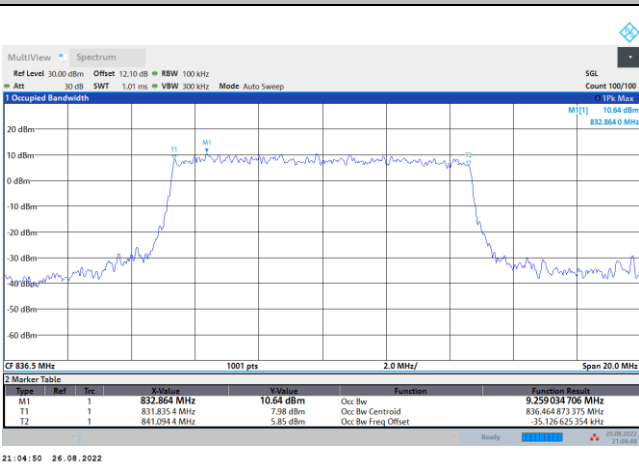 MultiView Spectrum
Ref Level 30.00 dBm Offset 12.10 dB RBW 100 kHz SGL
Att 30 dB SWT 1.01 ms VBW 300 kHz Mode Auto Sweep Count 100/100
1 Occupied Bandwidth 1Pk Max
M1[1] 10.64 dBm
832.864 0 MHz
20 dBm
T1 M1 T2
10 dBm
0 dBm
-10 dBm
-20 dBm
-30 dBm
-40 dBm
-50 dBm
-60 dBm
CF 836.5 MHz 1001 pts 2.0 MHz/ Span 20.0 MHz
2 Marker Table
Type Ref Trc X-Value Y-Value Function Function Result
M1 1 832.864 MHz 10.64 dBm Occ Bw 9.259 034 706 MHz
T1 1 831.835 4 MHz 7.98 dBm Occ Bw Centroid 836.464 873 375 MHz
T2 1 841.094 4 MHz 5.85 dBm Occ Bw Freq Offset -35.126 625 354 kHz
Ready 26.08.2022
21:04:48
21:04:50 26.08.2022